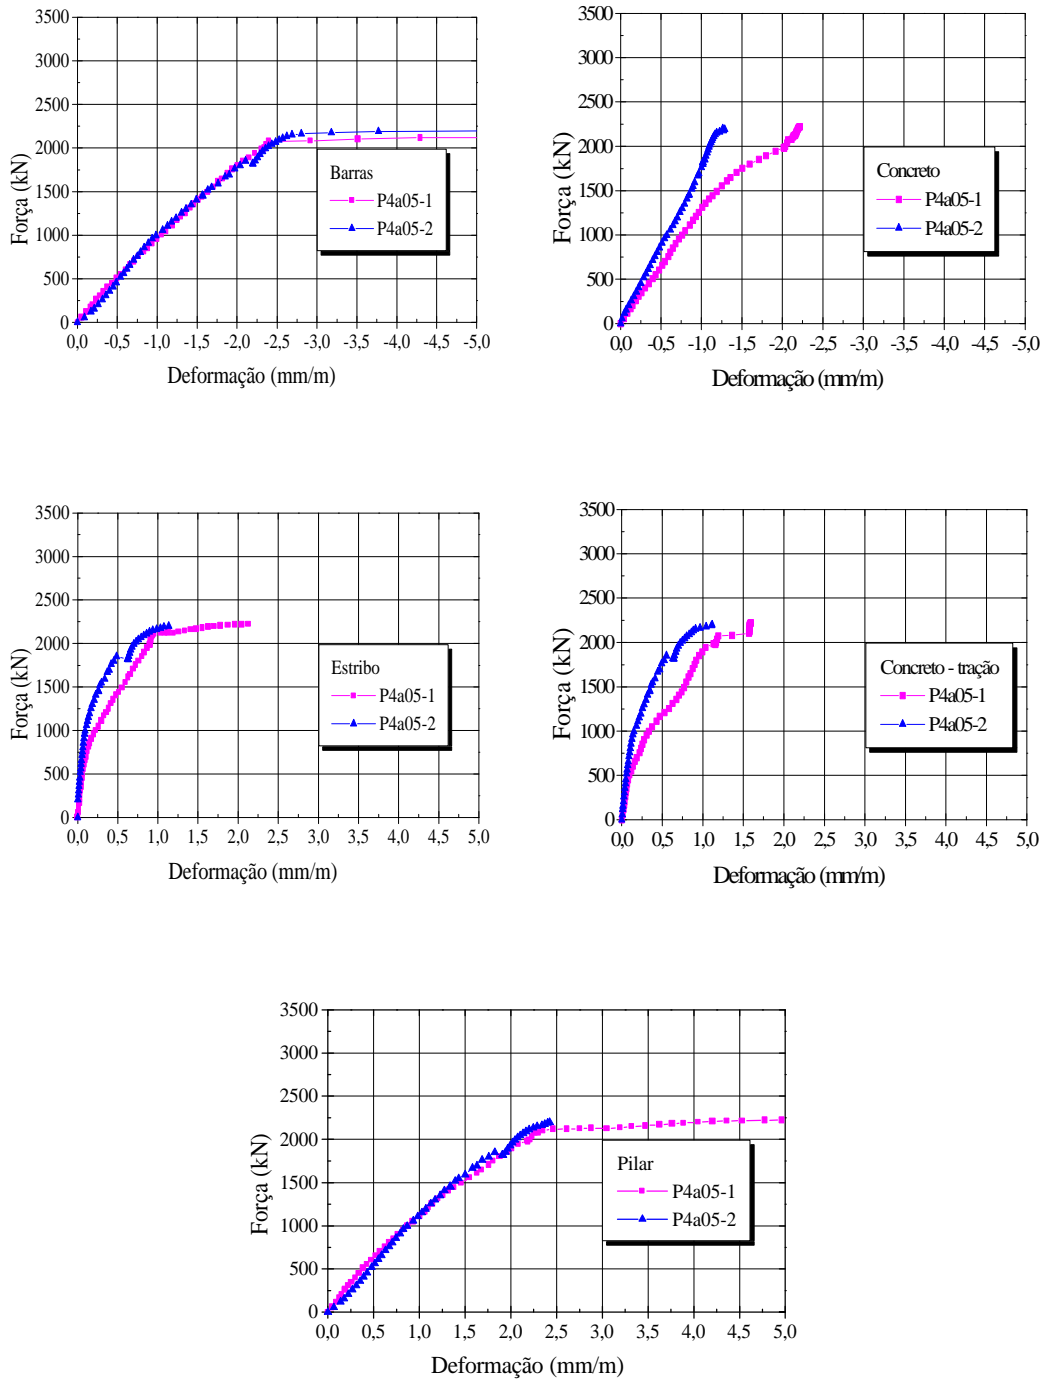 3500
3000
2500
2000
1500
1000
500
0
Força (kN)
0,0 -0,5 -1,0 -1,5 -2,0 -2,5 -3,0 -3,5 -4,0 -4,5 -5,0
Deformação (mm/m)
Barras
P4a05-1
P4a05-2
3500
3000
2500
2000
1500
1000
500
0
Força (kN)
0,0 -0,5 -1,0 -1,5 -2,0 -2,5 -3,0 -3,5 -4,0 -4,5 -5,0
Deformação (mm/m)
Concreto
P4a05-1
P4a05-2
3500
3000
2500
2000
1500
1000
500
0
Força (kN)
0,0 0,5 1,0 1,5 2,0 2,5 3,0 3,5 4,0 4,5 5,0
Deformação (mm/m)
Estribo
P4a05-1
P4a05-2
3500
3000
2500
2000
1500
1000
500
0
Força (kN)
0,0 0,5 1,0 1,5 2,0 2,5 3,0 3,5 4,0 4,5 5,0
Deformação (mm/m)
Concreto - tração
P4a05-1
P4a05-2
3500
3000
2500
2000
1500
1000
500
0
Força (kN)
0,0 0,5 1,0 1,5 2,0 2,5 3,0 3,5 4,0 4,5 5,0
Deformação (mm/m)
Pilar
P4a05-1
P4a05-2